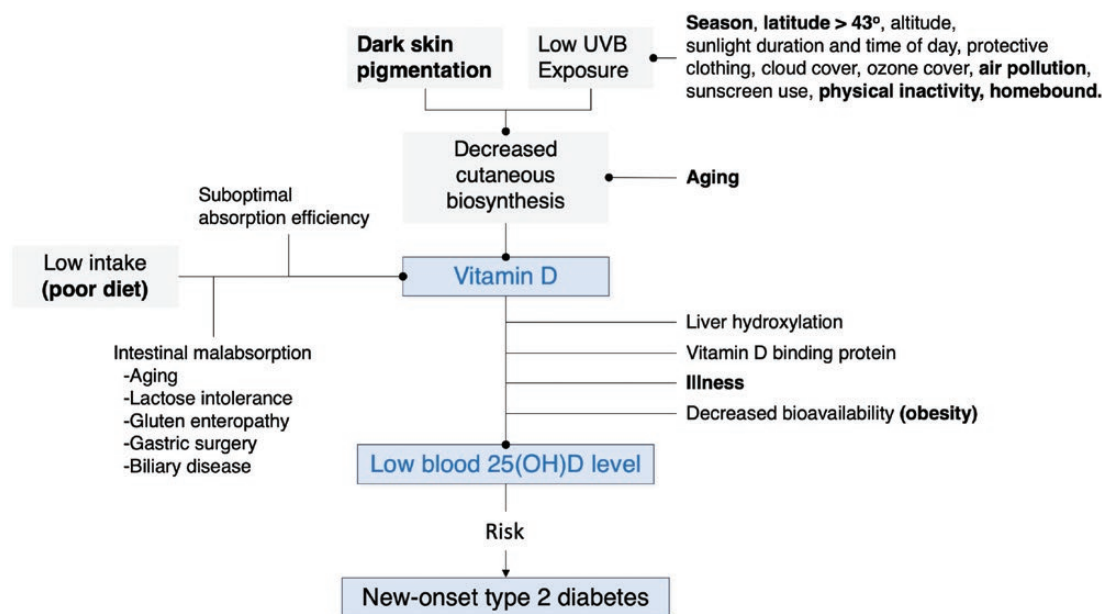 Dark skin
pigmentation
Low UVB
Exposure
Season, latitude > 43º, altitude,
sunlight duration and time of day, protective
clothing, cloud cover, ozone cover, air pollution,
sunscreen use, physical inactivity, homebound.
Decreased
cutaneous
biosynthesis
Aging
Suboptimal
absorption efficiency
Low intake
(poor diet)
Vitamin D
Intestinal malabsorption
-Aging
-Lactose intolerance
-Gluten enteropathy
-Gastric surgery
-Biliary disease
Liver hydroxylation
Vitamin D binding protein
Illness
Decreased bioavailability (obesity)
Low blood 25(OH)D level
Risk
New-onset type 2 diabetes